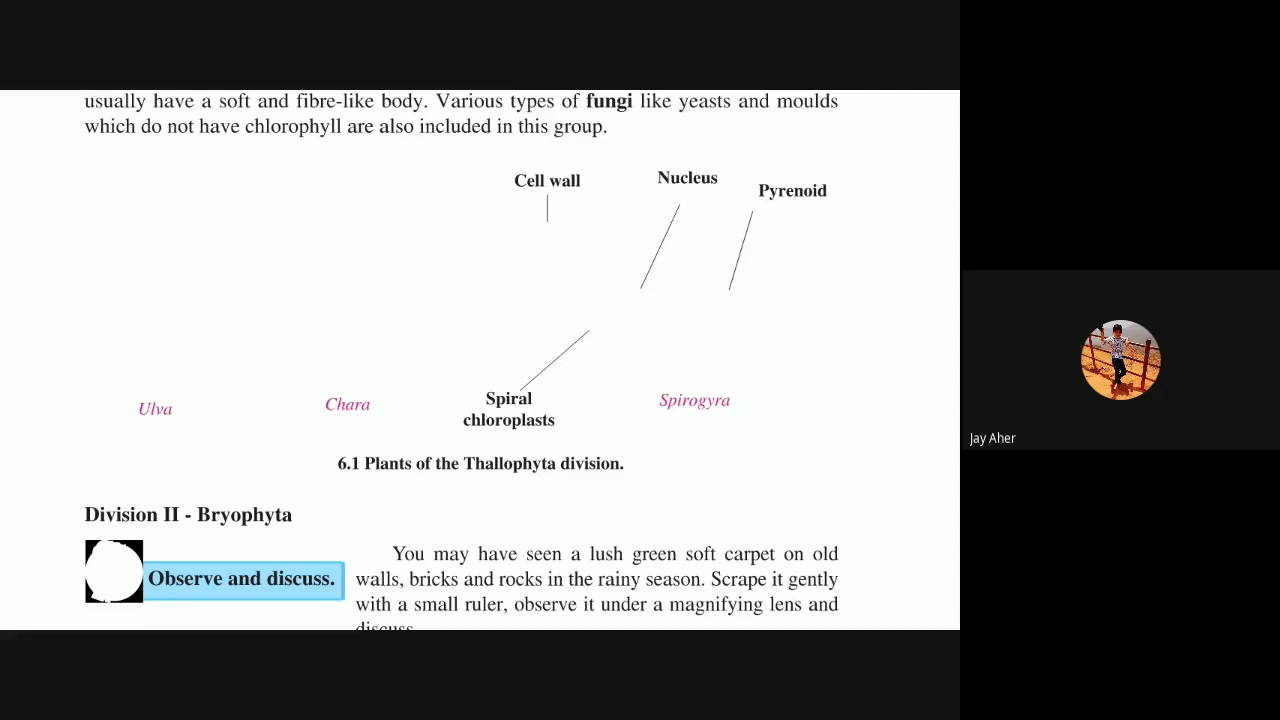 usually have a soft and fibre-like body. Various types of fungi like yeasts and moulds
which do not have chlorophyll are also included in this group.
Cell wall
Nucleus
Pyrenoid
Ulva
Chara
Spiral
chloroplasts
Spirogyra
6.1 Plants of the Thallophyta division.
Division II - Bryophyta
Observe and discuss.
You may have seen a lush green soft carpet on old
walls, bricks and rocks in the rainy season. Scrape it gently
with a small ruler, observe it under a magnifying lens and
discuss.
Jay Aher